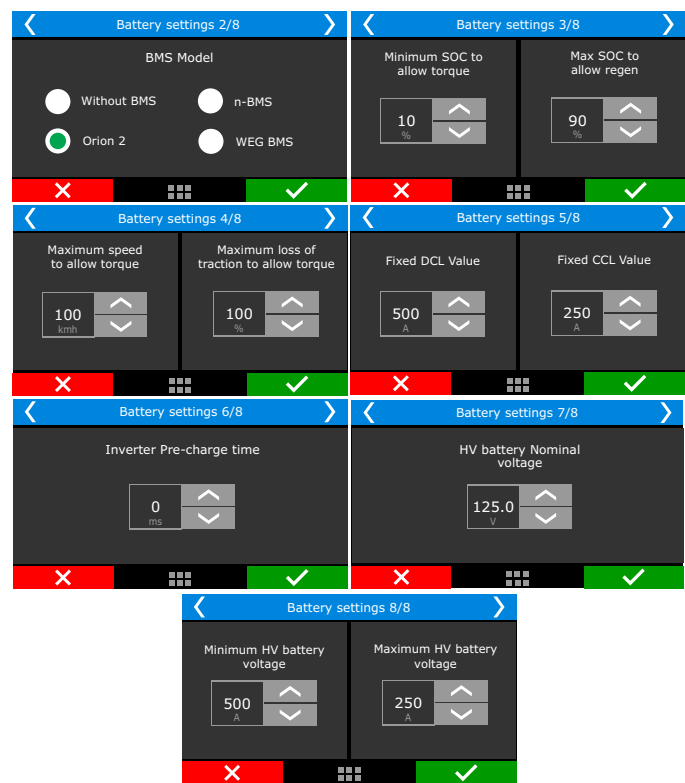 Battery settings 2/8
BMS Model
Without BMS
n-BMS
Orion 2
WEG BMS
Battery settings 3/8
Minimum SOC to
allow torque
10
%
Max SOC to
allow regen
90
%
Battery settings 4/8
Maximum speed
to allow torque
100
kmh
Maximum loss of
traction to allow torque
100
%
Battery settings 5/8
Fixed DCL Value
500
A
Fixed CCL Value
250
A
Battery settings 6/8
Inverter Pre-charge time
0
ms
Battery settings 7/8
HV battery Nominal
voltage
125.0
V
Battery settings 8/8
Minimum HV battery
voltage
500
A
Maximum HV battery
voltage
250
A